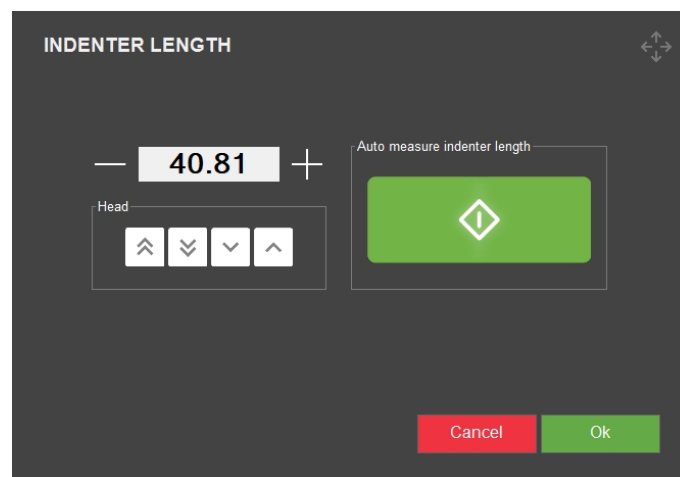 INDENTER LENGTH
40.81
Head
Auto measure indenter length
Cancel
Ok